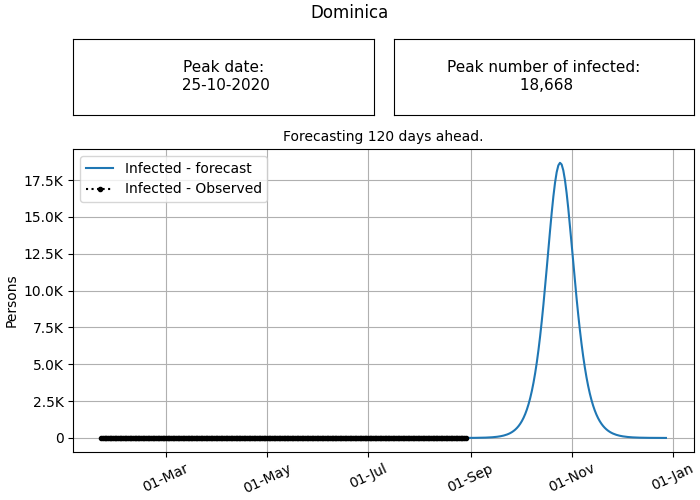 Dominica
Peak date:
25-10-2020
Peak number of infected:
18,668
Forecasting 120 days ahead.
Infected - forecast
Infected - Observed
Persons
17.5K
15.0K
12.5K
10.0K
7.5K
5.0K
2.5K
0
01-Mar
01-May
01-Jul
01-Sep
01-Nov
01-Jan